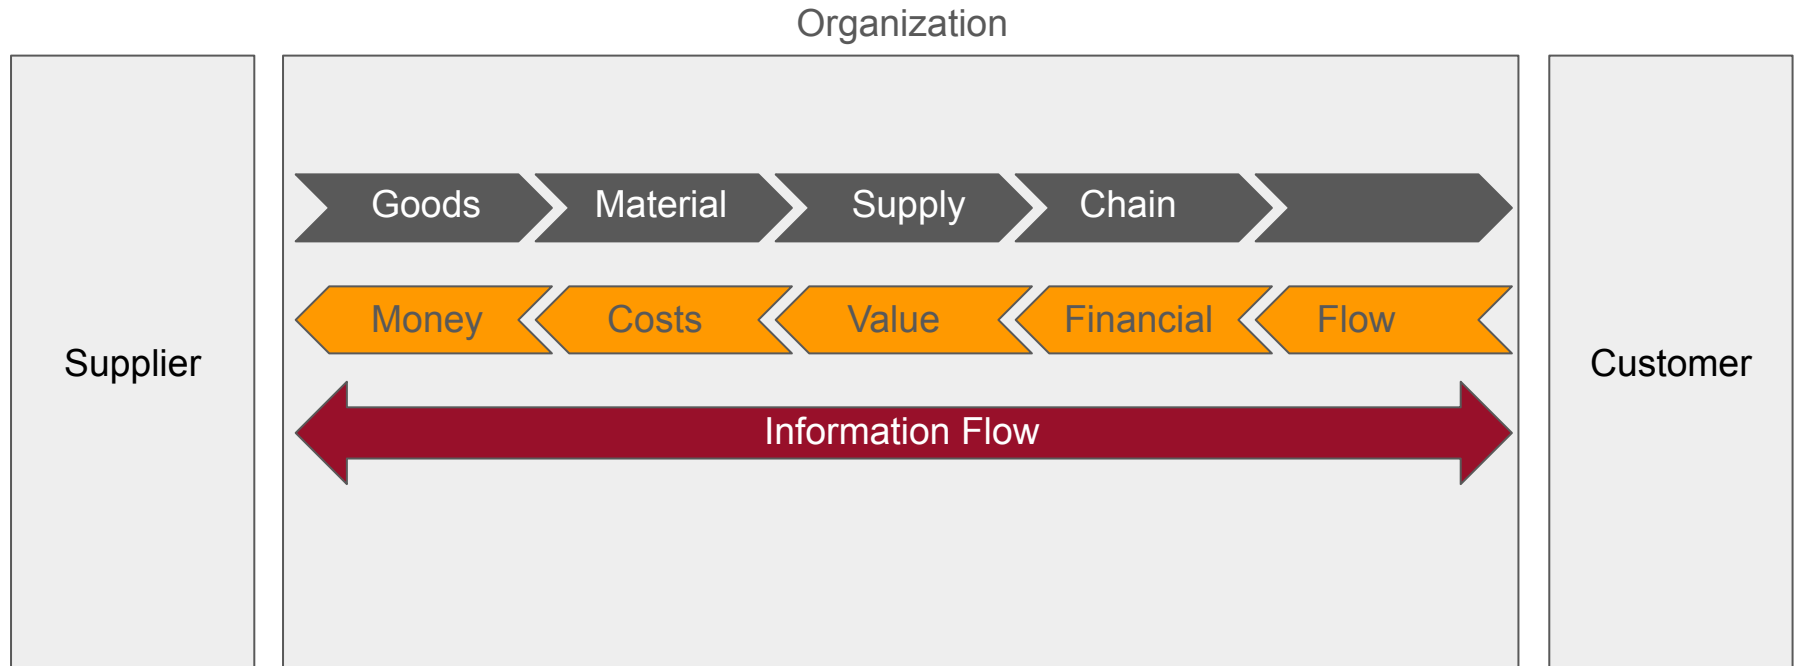 Organization
Goods Material Supply Chain
Money Costs Value Financial Flow
Supplier
Customer
Information Flow